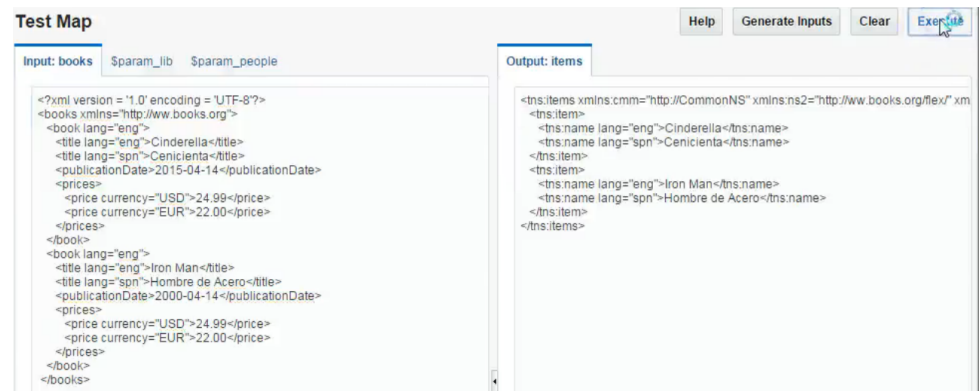 Test Map
Help
Generate Inputs
Clear
Execute
Input: books
$param_lib
$param_people
<?xml version = '1.0' encoding = 'UTF-8'?>
<books xmlns="http://ww.books.org">
<book lang="eng">
<title lang="eng">Cinderella</title>
<title lang="spn">Cenicienta</title>
<publicationDate>2015-04-14</publicationDate>
<prices>
<price currency="USD">24.99</price>
<price currency="EUR">22.00</price>
</prices>
</book>
<book lang="eng">
<title lang="eng">Iron Man</title>
<title lang="spn">Hombre de Acero</title>
<publicationDate>2000-04-14</publicationDate>
<prices>
<price currency="USD">24.99</price>
<price currency="EUR">22.00</price>
</prices>
</book>
</books>
Output: items
<tns:items xmlns:cmm="http://CommonNS" xmlns:ns2="http://ww.books.org/flex/" xm
<tns:item>
<tns:name lang="eng">Cinderella</tns:name>
<tns:name lang="spn">Cenicienta</tns:name>
</tns:item>
<tns:item>
<tns:name lang="eng">Iron Man</tns:name>
<tns:name lang="spn">Hombre de Acero</tns:name>
</tns:item>
</tns:items>